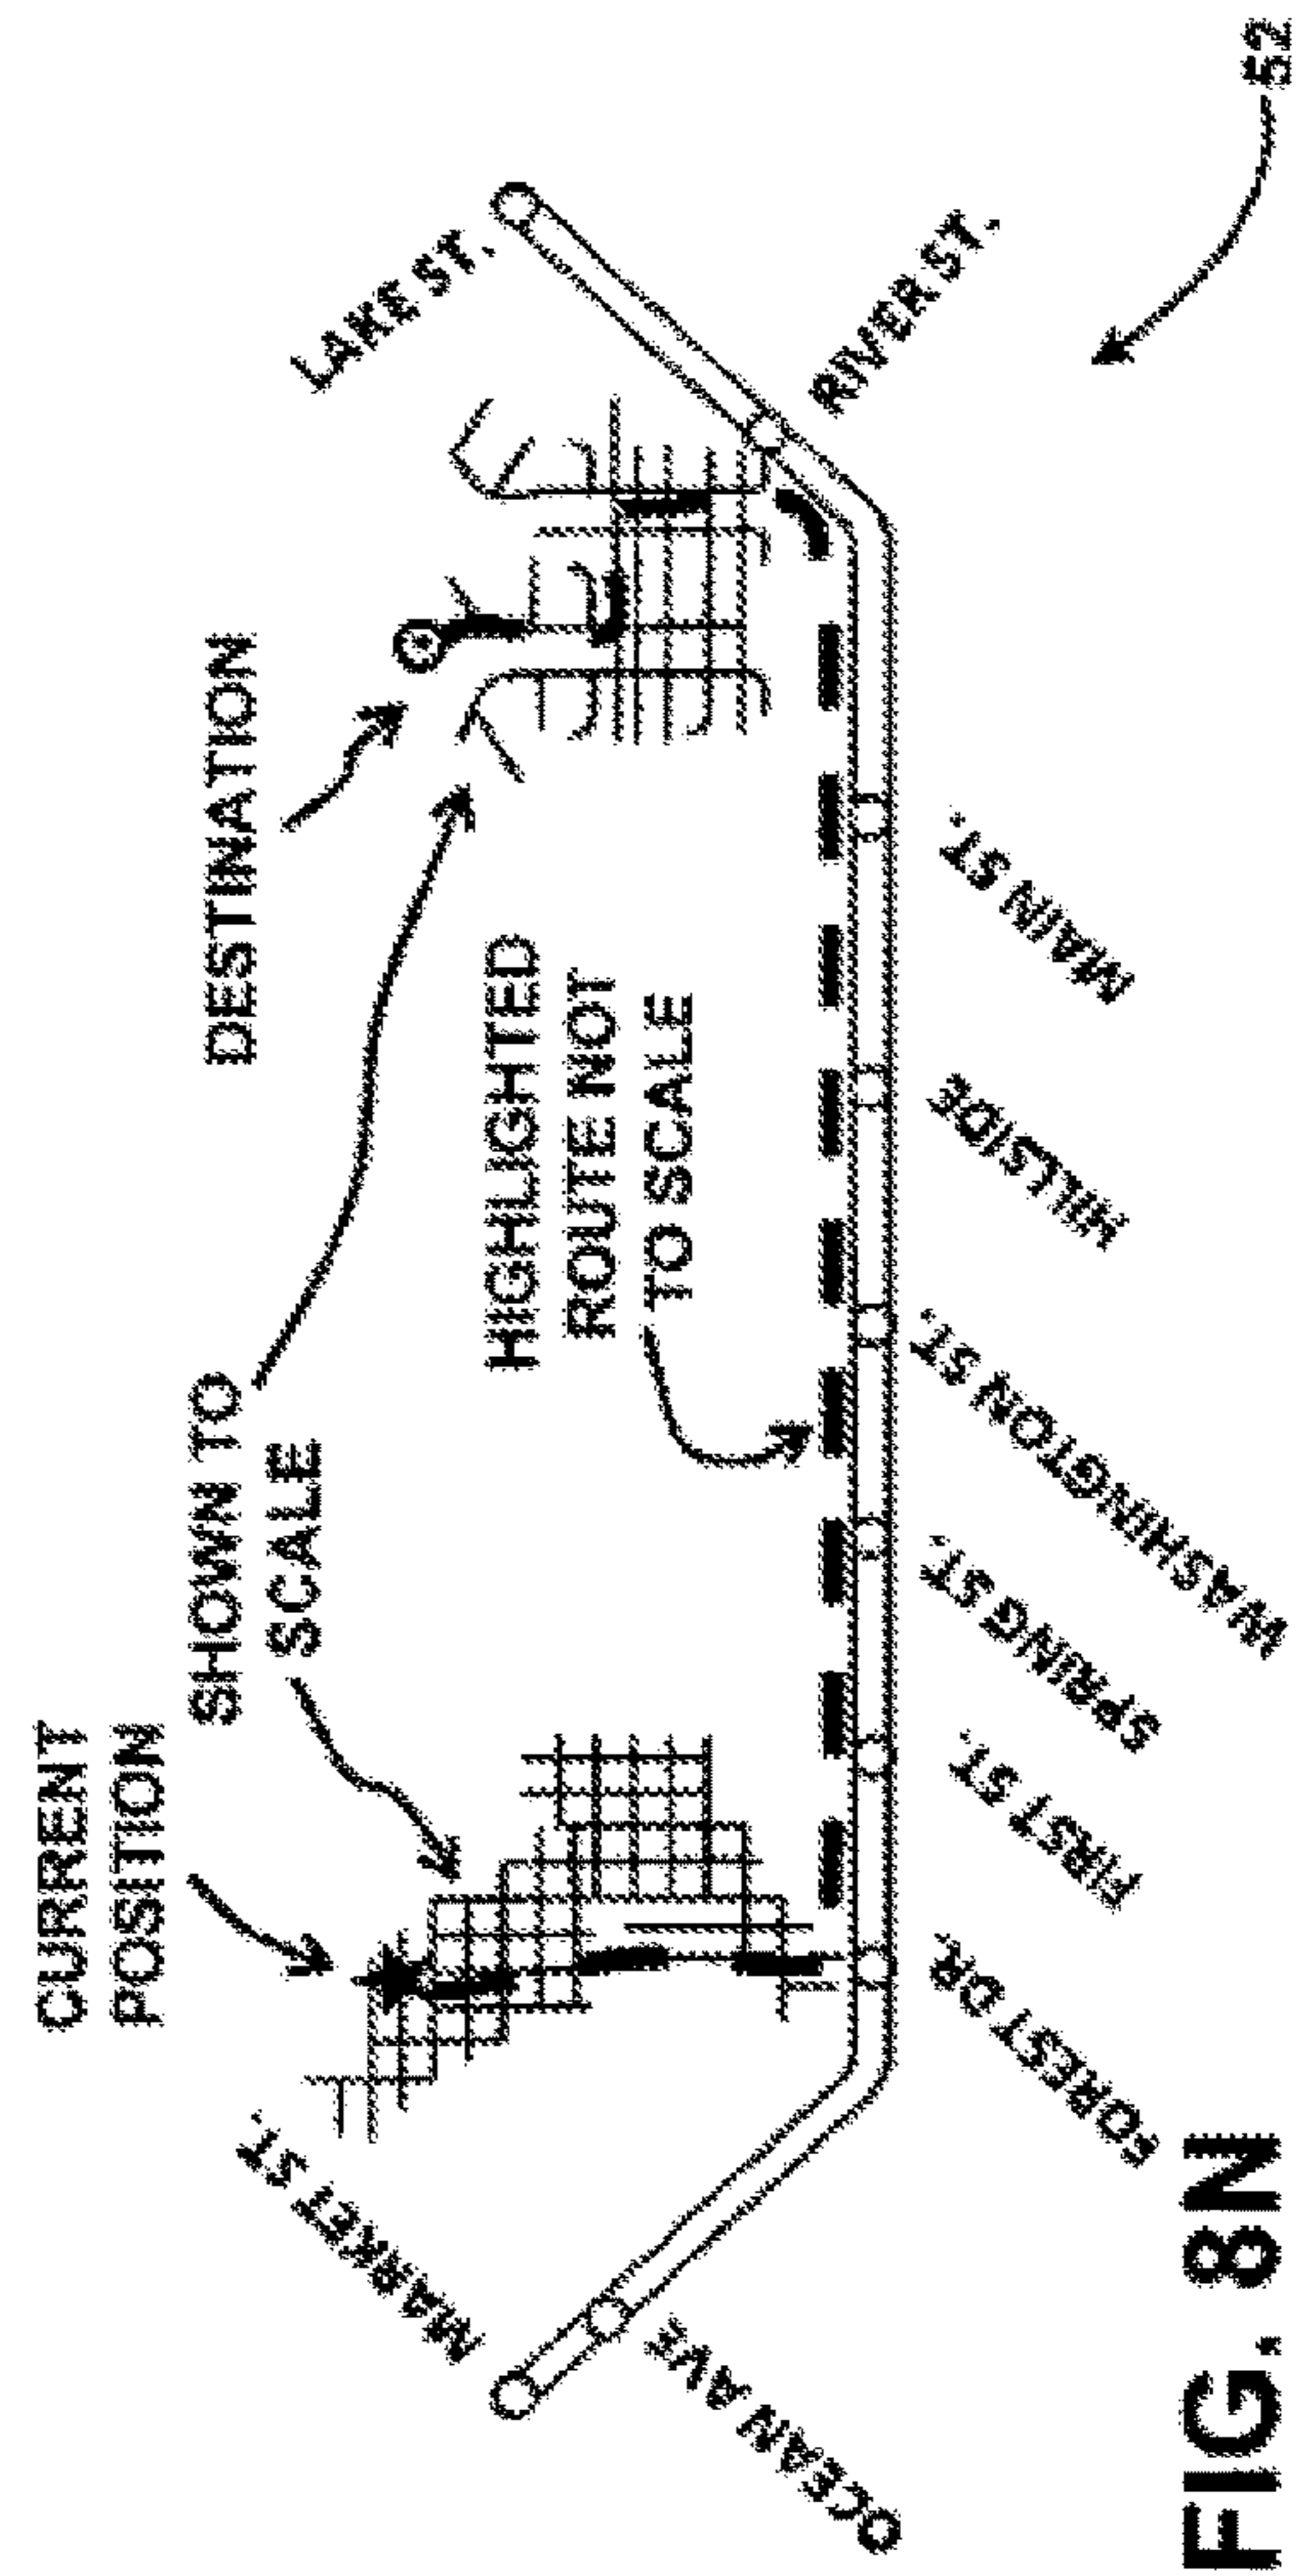 CURRENT
POSITION
SHOWN TO
SCALE
DESTINATION
HIGHLIGHTED
ROUTE NOT
TO SCALE
MARKET ST.
LAKE ST.
OCEAN AVE
FOREST DR.
FIRST ST.
SPRING ST.
WASHINGTON ST.
HILLSIDE
MAIN ST.
RIVER ST.
52
FIG. 8N